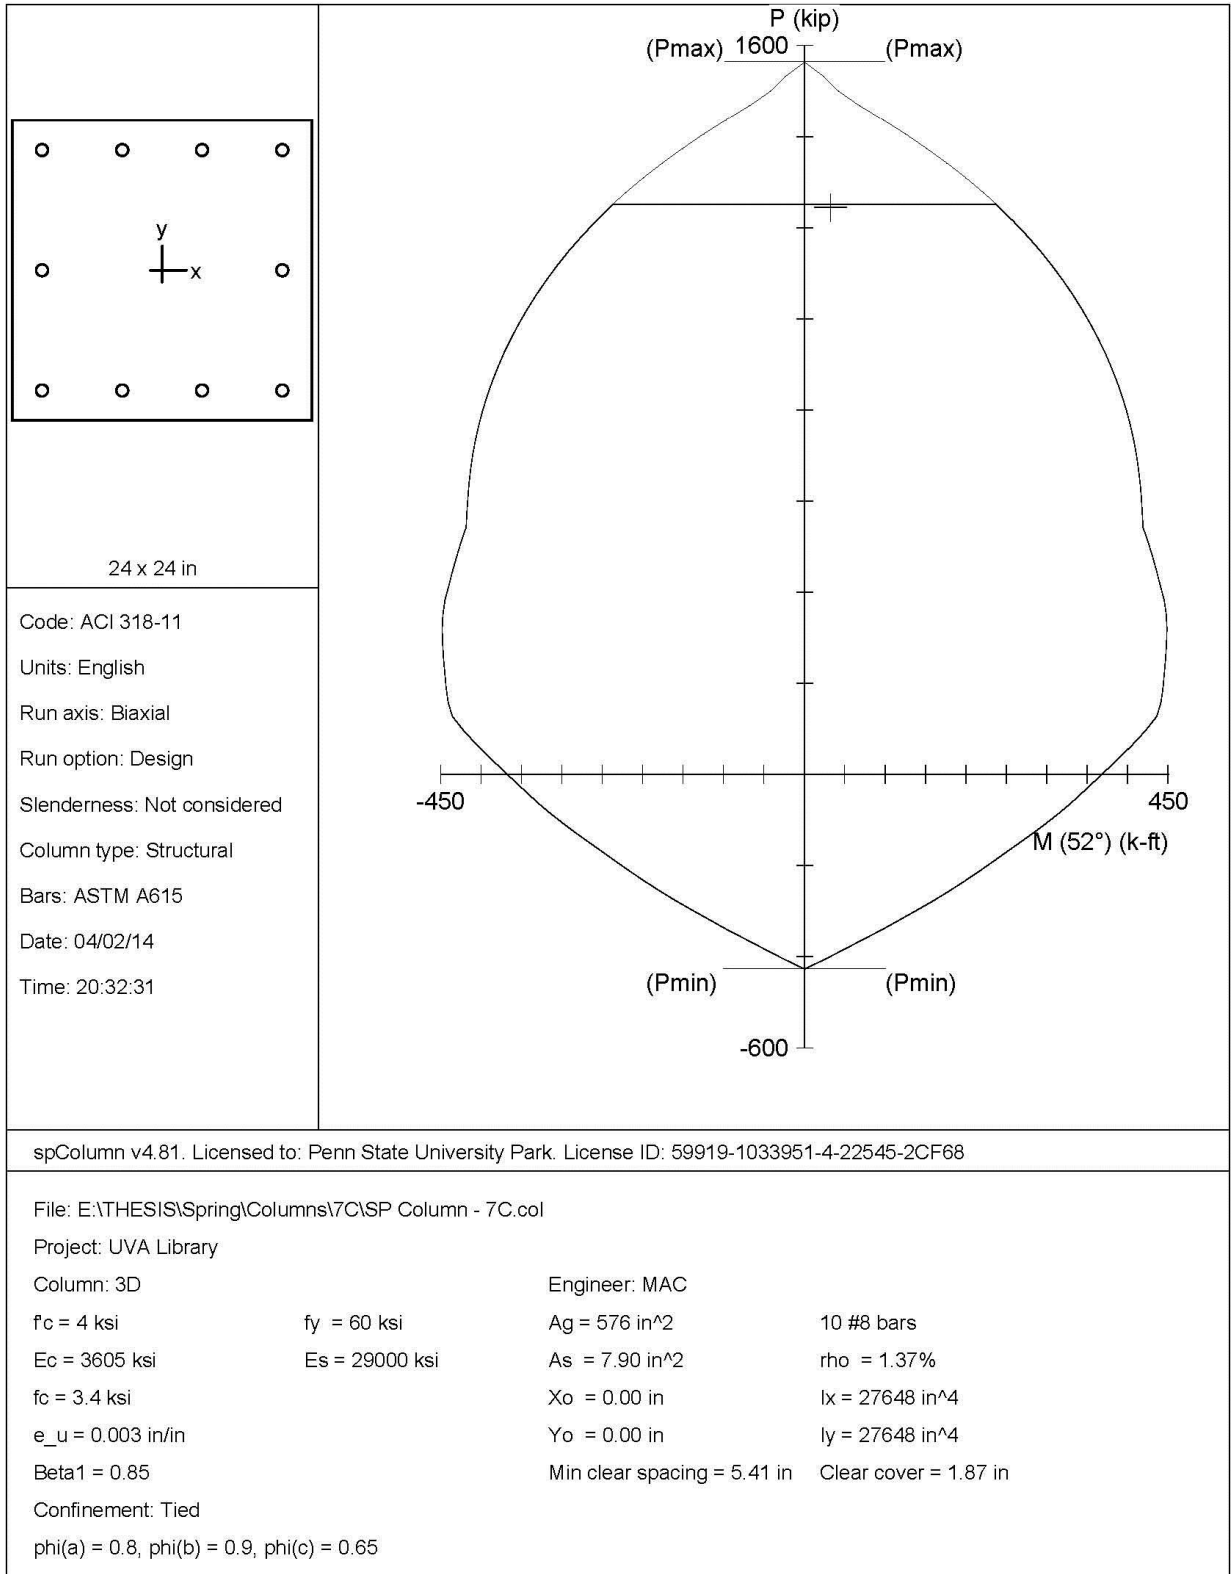 P (kip)
(Pmax) 1600 (Pmax)
y
x
24 x 24 in
Code: ACI 318-11
Units: English
Run axis: Biaxial
Run option: Design
Slenderness: Not considered
Column type: Structural
Bars: ASTM A615
Date: 04/02/14
Time: 20:32:31
-450 450
M (52°) (k-ft)
(Pmin) (Pmin)
-600
spColumn v4.81. Licensed to: Penn State University Park. License ID: 59919-1033951-4-22545-2CF68
File: E:\THESIS\Spring\Columns\7C\SP Column - 7C.col
Project: UVA Library
Column: 3D Engineer: MAC
f'c = 4 ksi fy = 60 ksi Ag = 576 in^2 10 #8 bars
Ec = 3605 ksi Es = 29000 ksi As = 7.90 in^2 rho = 1.37%
fc = 3.4 ksi Xo = 0.00 in Ix = 27648 in^4
e_u = 0.003 in/in Yo = 0.00 in Iy = 27648 in^4
Beta1 = 0.85 Min clear spacing = 5.41 in Clear cover = 1.87 in
Confinement: Tied
phi(a) = 0.8, phi(b) = 0.9, phi(c) = 0.65